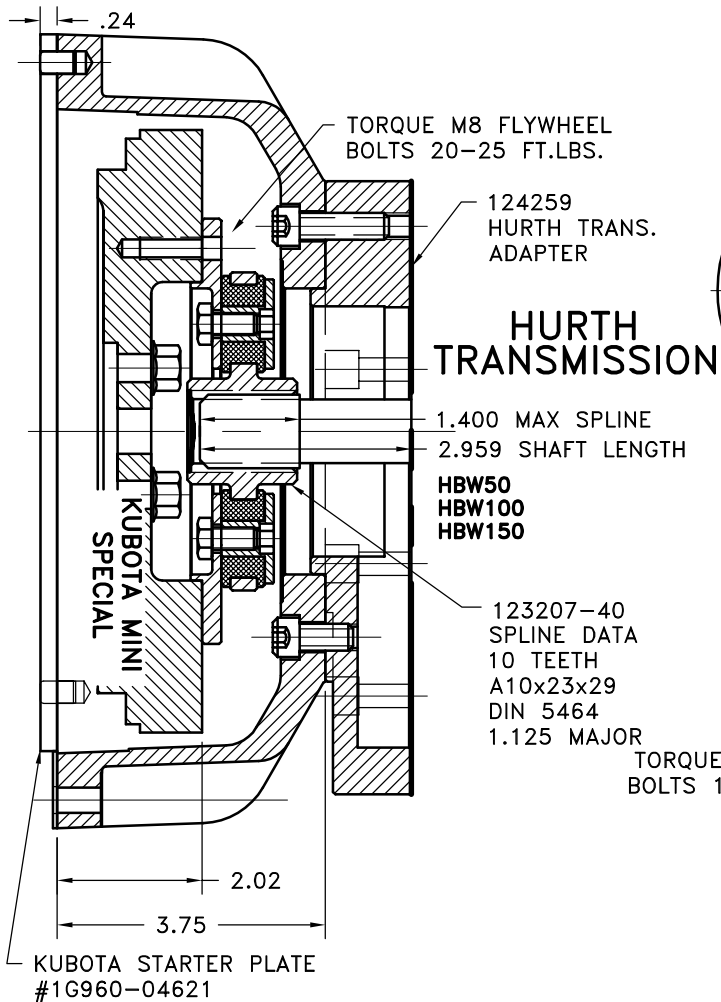 .24
TORQUE M8 FLYWHEEL
BOLTS 20-25 FT.LBS.
124259
HURTH TRANS.
ADAPTER
HURTH
TRANSMISSION
1.400 MAX SPLINE
2.959 SHAFT LENGTH
HBW50
HBW100
HBW150
KUBOTA MINI
SPECIAL
123207-40
SPLINE DATA
10 TEETH
A10x23x29
DIN 5464
1.125 MAJOR
TORQUE
BOLTS 1
2.02
3.75
KUBOTA STARTER PLATE
#1G960-04621